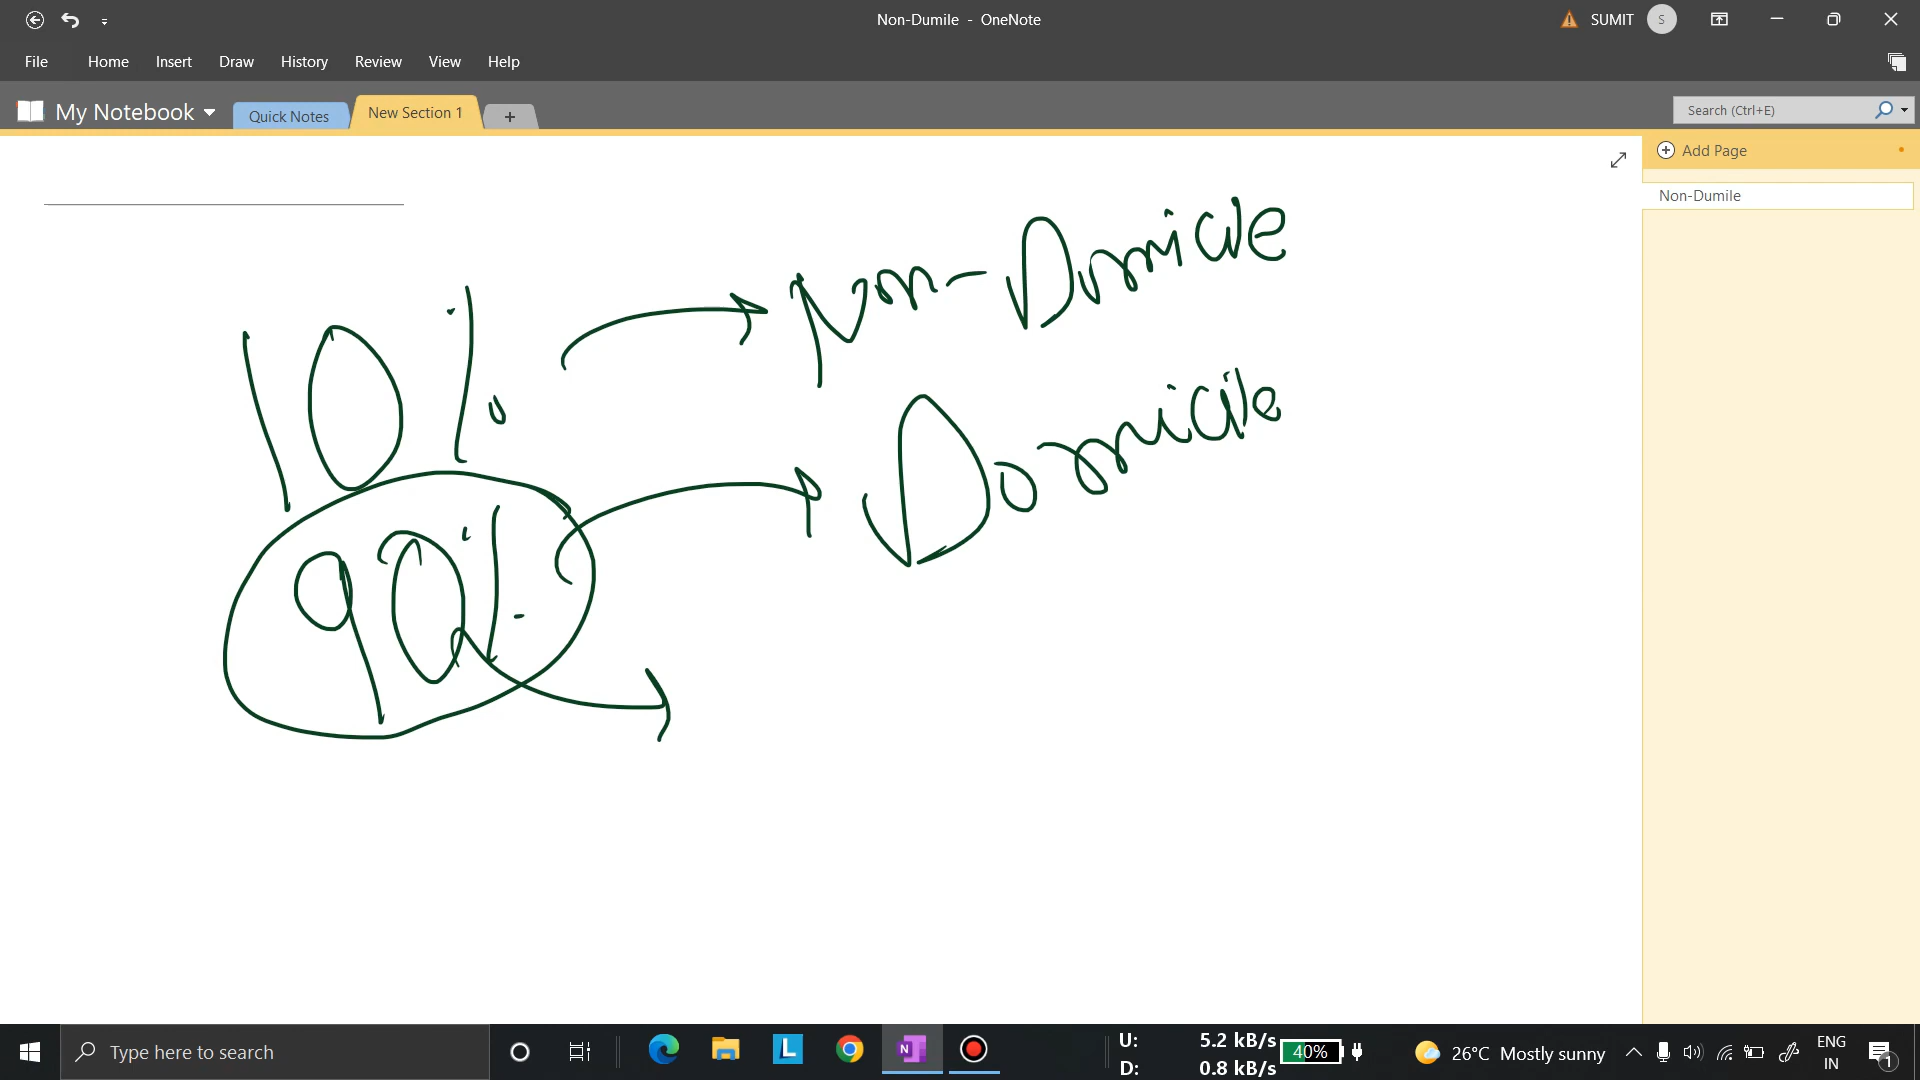 Non-Dumile - OneNote
SUMIT
S
File Home Insert Draw History Review View Help
My Notebook
Quick Notes
New Section 1
+
Search (Ctrl+E)
Add Page
Non-Dumile
10% Non-Domicile
90% Domicile
Type here to search
L
N
U: 5.2 kB/s
D: 0.8 kB/s
40%
26°C Mostly sunny
ENG
IN
1